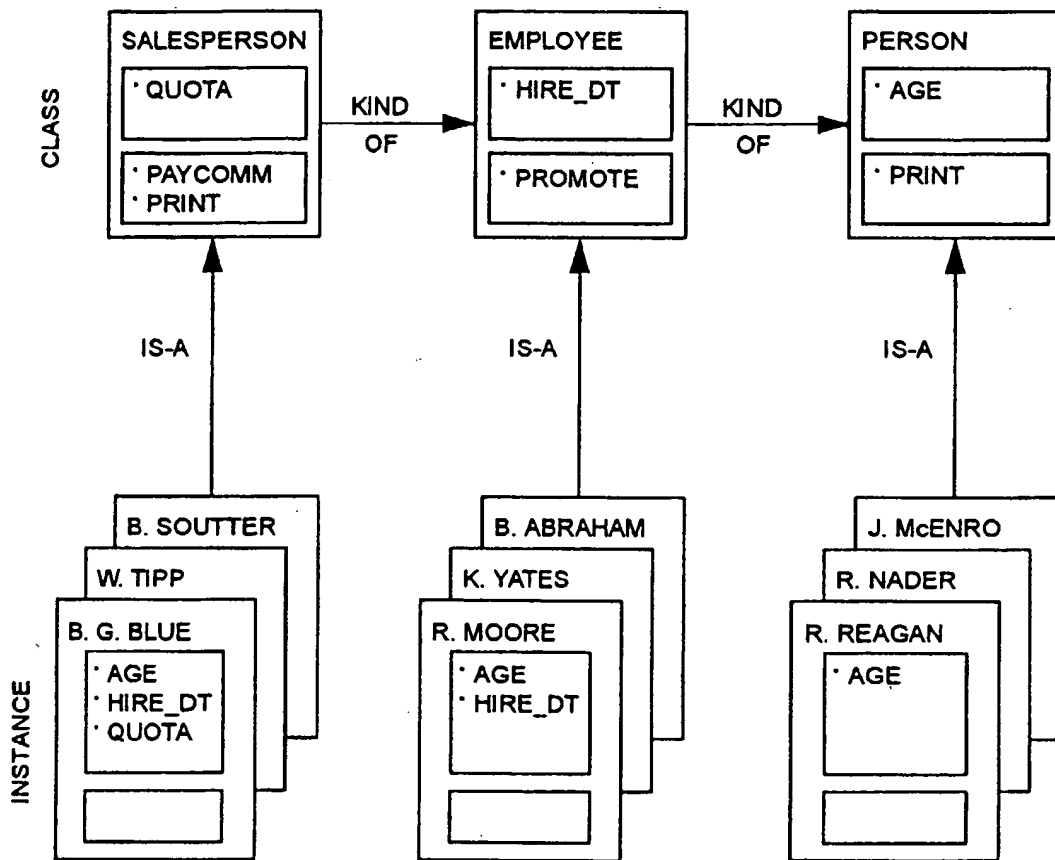 SALESPERSON
· QUOTA
· PAYCOMM
· PRINT
KIND
OF
EMPLOYEE
· HIRE_DT
· PROMOTE
KIND
OF
PERSON
· AGE
· PRINT
CLASS
IS-A
IS-A
IS-A
B. SOUTTER
W. TIPP
B. G. BLUE
· AGE
· HIRE_DT
· QUOTA
B. ABRAHAM
K. YATES
R. MOORE
· AGE
· HIRE_DT
J. McENRO
R. NADER
R. REAGAN
· AGE
INSTANCE